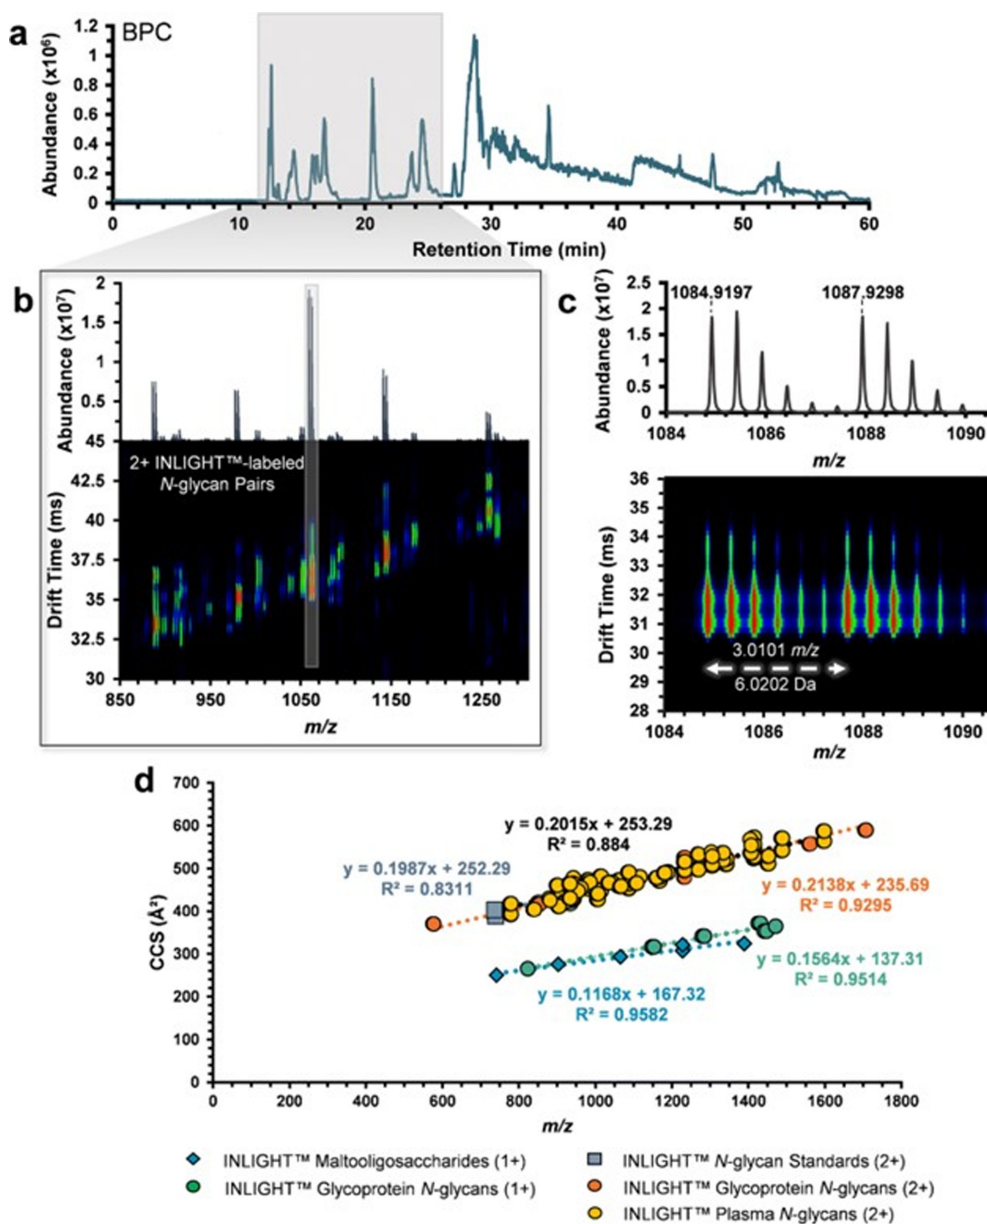 a
BPC
Abundance (x10⁶)
1.2
1
0.8
0.6
0.4
0.2
0
0 10 20 30 40 50 60
Retention Time (min)
b
Abundance (x10⁷)
2
1.5
1
0.5
45
2+ INLIGHT™-labeled
N-glycan Pairs
Drift Time (ms)
42.5
40
37.5
35
32.5
30
850 950 1050 1150 1250
m/z
c
Abundance (x10⁷)
2.5
2
1.5
1
0.5
0
1084.9197 1087.9298
1084 1086 1088 1090
m/z
Drift Time (ms)
36
35
34
33
32
31
30
29
28
3.0101 m/z
6.0202 Da
1084 1086 1088 1090
m/z
d
CCS (Å²)
700
600
500
400
300
200
100
0
y = 0.2015x + 253.29
R² = 0.884
y = 0.1987x + 252.29
R² = 0.8311
y = 0.2138x + 235.69
R² = 0.9295
y = 0.1564x + 137.31
R² = 0.9514
y = 0.1168x + 167.32
R² = 0.9582
0 200 400 600 800 1000 1200 1400 1600 1800
m/z
INLIGHT™ Maltooligosaccharides (1+)
INLIGHT™ Glycoprotein N-glycans (1+)
INLIGHT™ N-glycan Standards (2+)
INLIGHT™ Glycoprotein N-glycans (2+)
INLIGHT™ Plasma N-glycans (2+)